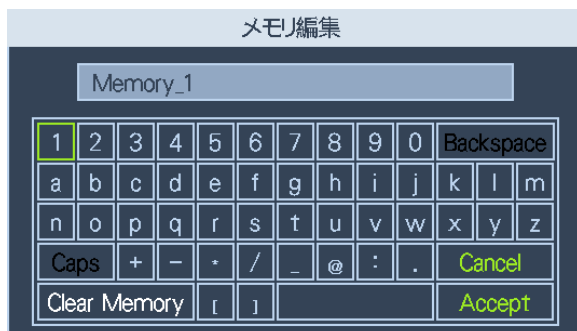 メモリ編集
Memory_1
1 2 3 4 5 6 7 8 9 0 Backspace
a b c d e f g h i j k l m
n o p q r s t u v w x y z
Caps + - * / _ @ : . Cancel
Clear Memory [ ] Accept